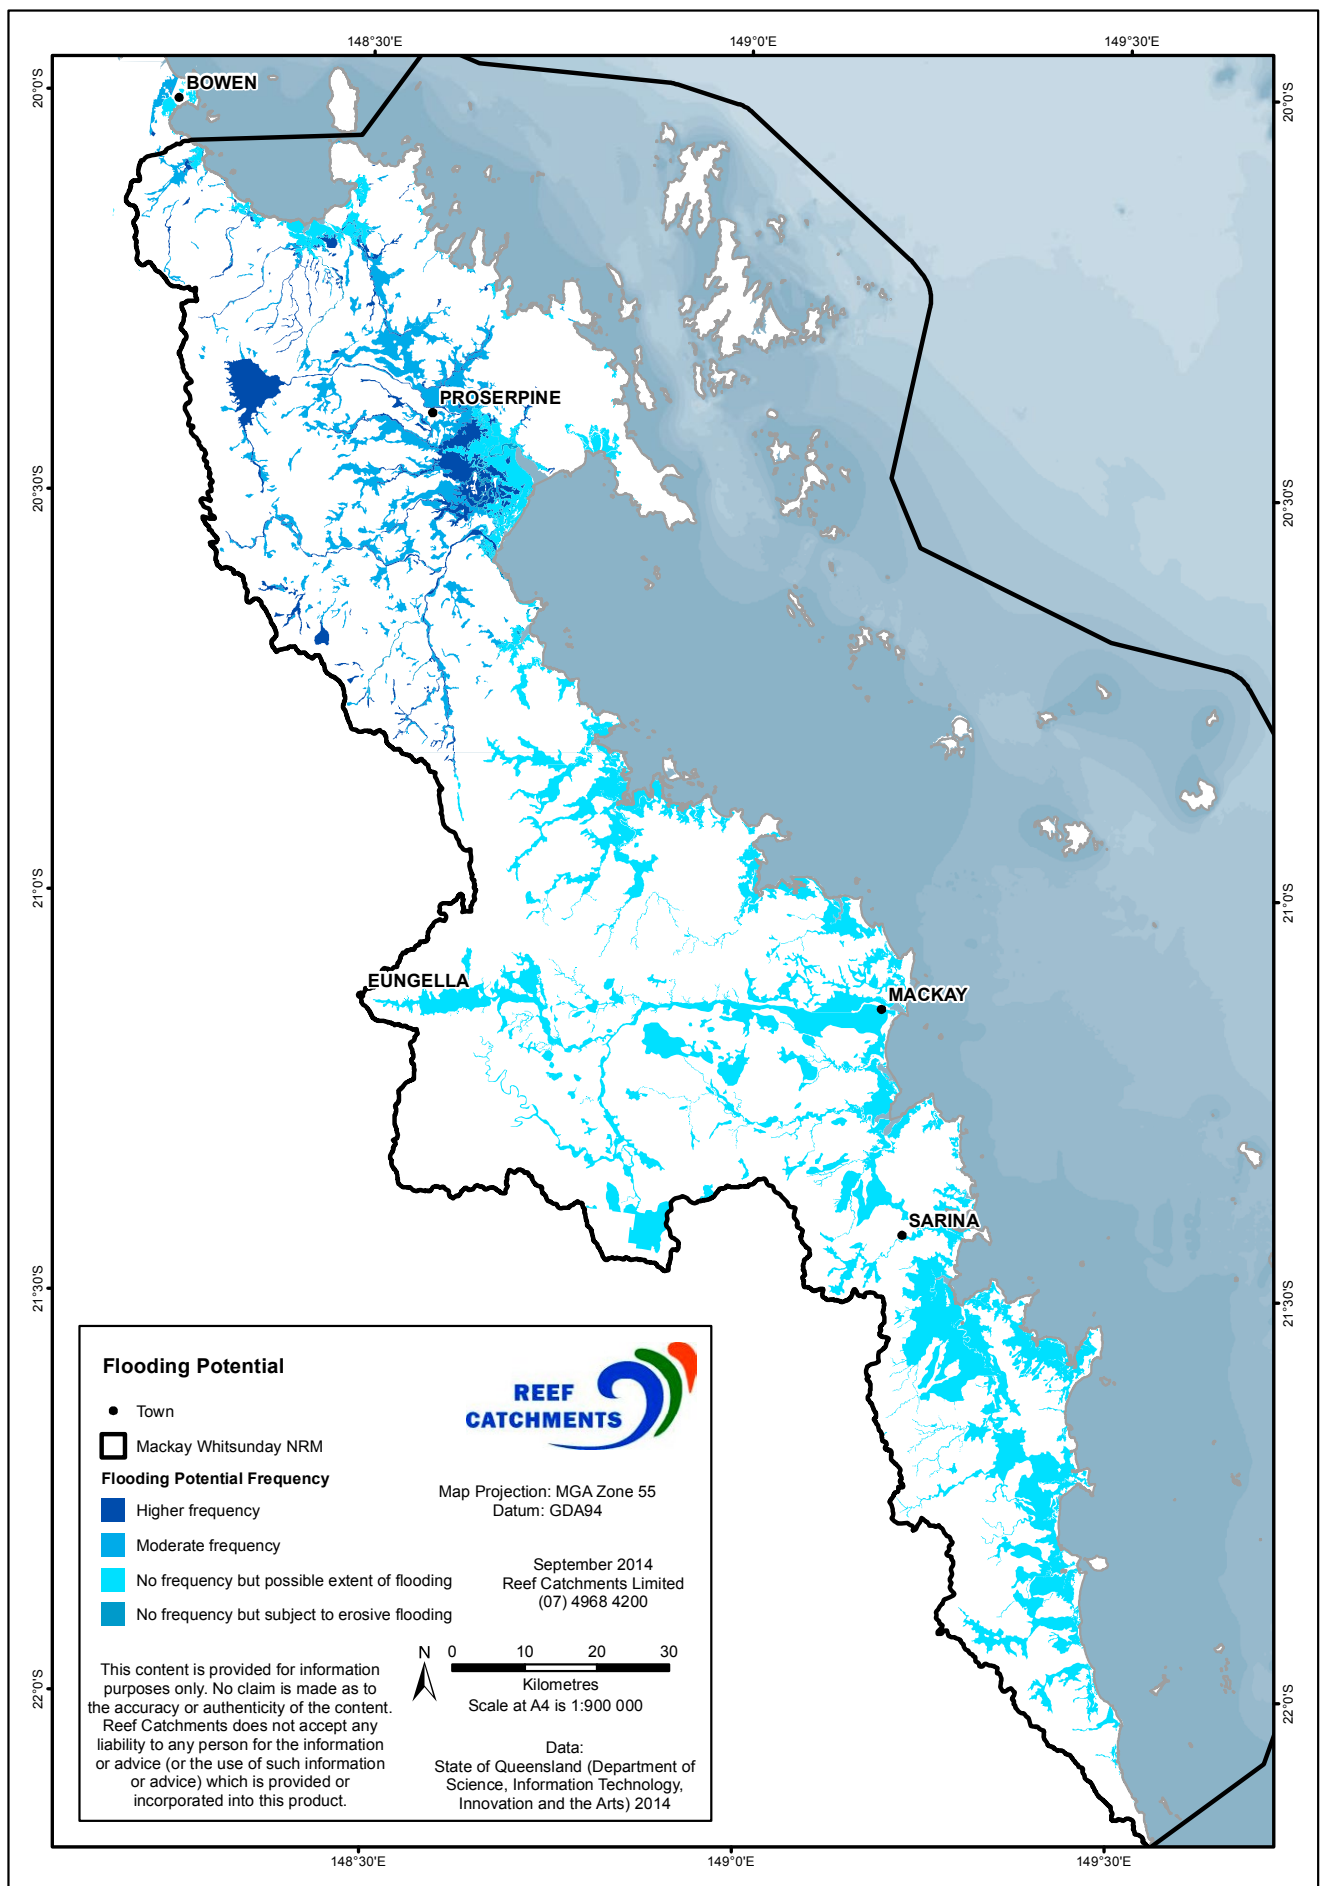 148°30'E
149°0'E
149°30'E
20°0'S
20°0'S
BOWEN
PROSERPINE
20°30'S
20°30'S
21°0'S
21°0'S
EUNGELLA
MACKAY
SARINA
21°30'S
21°30'S
Flooding Potential
Town
Mackay Whitsunday NRM
Flooding Potential Frequency
Higher frequency
Moderate frequency
No frequency but possible extent of flooding
No frequency but subject to erosive flooding
This content is provided for information
purposes only. No claim is made as to
the accuracy or authenticity of the content.
Reef Catchments does not accept any
liability to any person for the information
or advice (or the use of such information
or advice) which is provided or
incorporated into this product.
REEF
CATCHMENTS
Map Projection: MGA Zone 55
Datum: GDA94
September 2014
Reef Catchments Limited
(07) 4968 4200
N
0 10 20 30
Kilometres
Scale at A4 is 1:900 000
Data:
State of Queensland (Department of
Science, Information Technology,
Innovation and the Arts) 2014
22°0'S
22°0'S
148°30'E
149°0'E
149°30'E